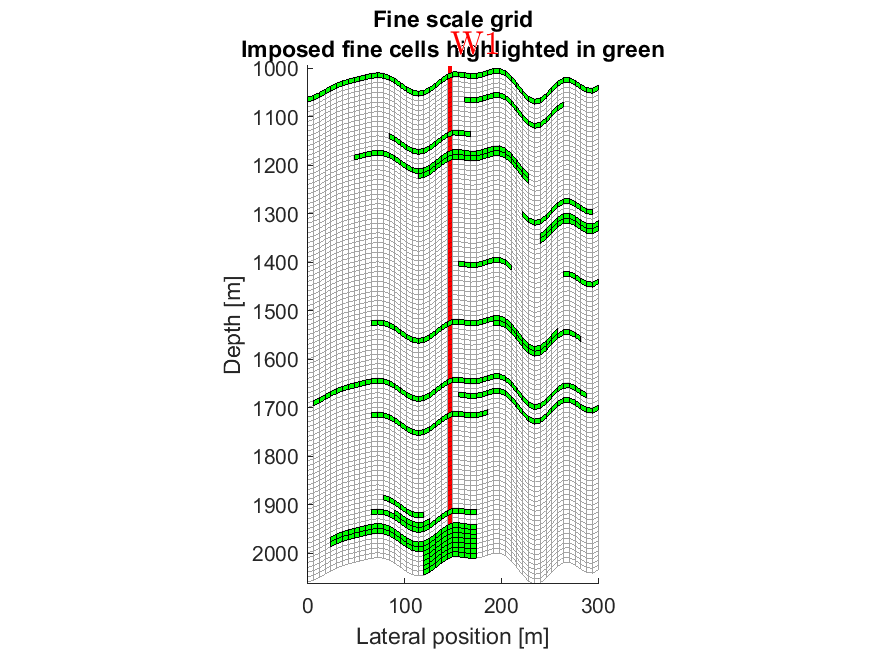 Fine scale grid
Imposed fine cells highlighted in green
W1
1000
1100
1200
1300
1400
1500
1600
1700
1800
1900
2000
Depth [m]
0 100 200 300
Lateral position [m]